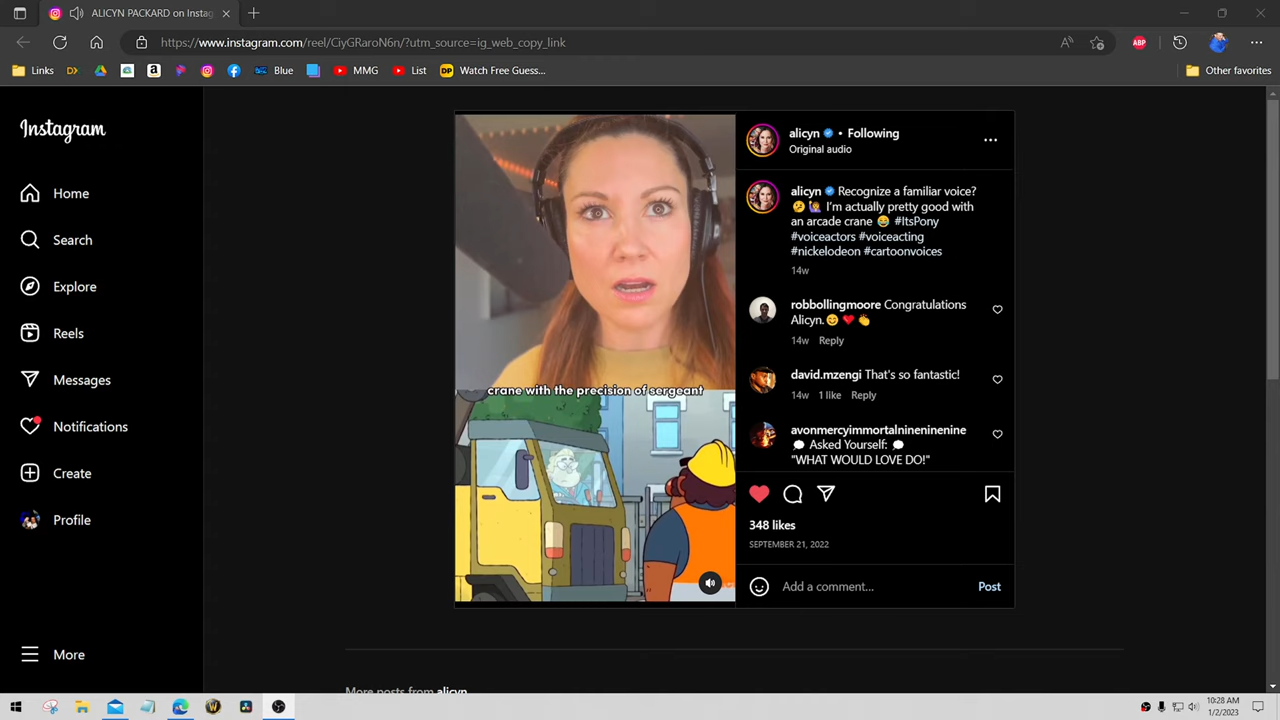 ALICYN PACKARD on Instag
https://www.instagram.com/reel/CiyGRaroN6n/?utm_source=ig_web_copy_link
ABP
Links
MMG
Blue
List
Watch Free Guess...
Other favorites
Instagram
Home
Search
Explore
Reels
Messages
Notifications
Create
Profile
More
crane with the precision of sergeant
alicyn • Following
Original audio
alicyn Recognize a familiar voice?
I'm actually pretty good with
an arcade crane 😂 #ItsPony
#voiceactors #voiceacting
#nickelodeon #cartoonvoices
14w
robbollingmoore Congratulations
Alicyn.😊 ❤️ 👏
14w Reply
david.mzengi That's so fantastic!
14w 1 like Reply
avonmercyimmortalnineninenine
💭 Asked Yourself: 💭
"WHAT WOULD LOVE DO!"
348 likes
SEPTEMBER 21, 2022
Add a comment... Post
More posts from alicyn
10:28 AM
1/2/2023